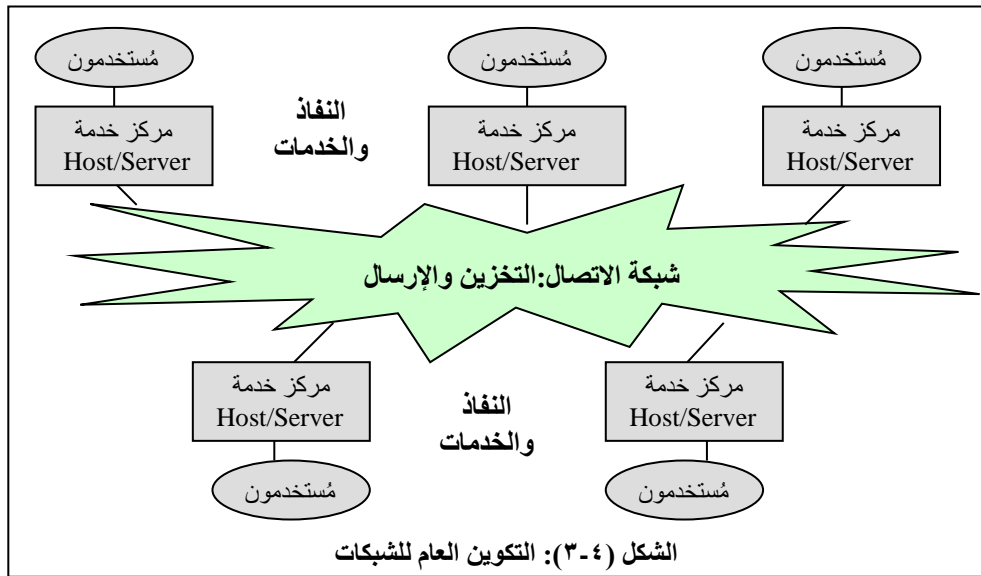 مُستخدمون
مُستخدمون
مُستخدمون
مركز خدمة
Host/Server
النفاذ
والخدمات
مركز خدمة
Host/Server
مركز خدمة
Host/Server
شبكة الاتصال:التخزين والإرسال
مركز خدمة
Host/Server
النفاذ
والخدمات
مركز خدمة
Host/Server
مُستخدمون
مُستخدمون
الشكل (٤-٣): التكوين العام للشبكات